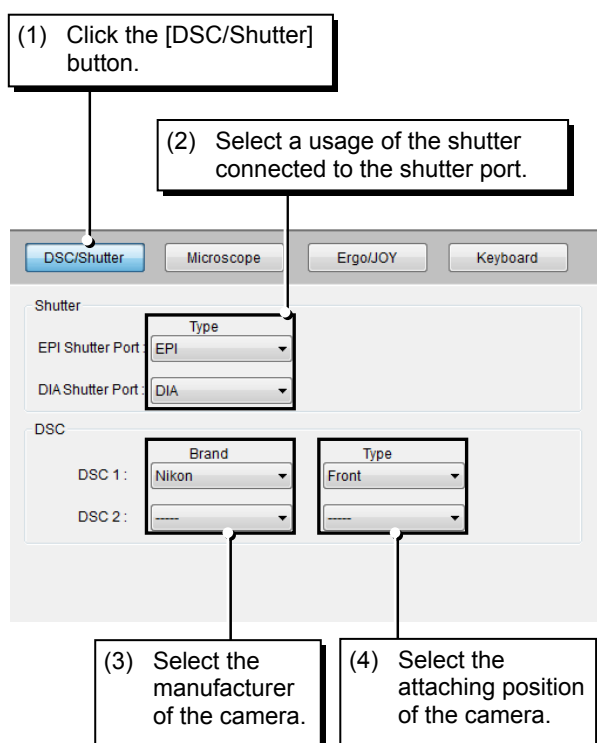 (1) Click the [DSC/Shutter]
button.
(2) Select a usage of the shutter
connected to the shutter port.
DSC/Shutter Microscope Ergo/JOY Keyboard
Shutter
Type
EPI Shutter Port : EPI
DIA Shutter Port : DIA
DSC
Brand Type
DSC 1 : Nikon Front
DSC 2 : ----- -----
(3) Select the
manufacturer
of the camera.
(4) Select the
attaching position
of the camera.